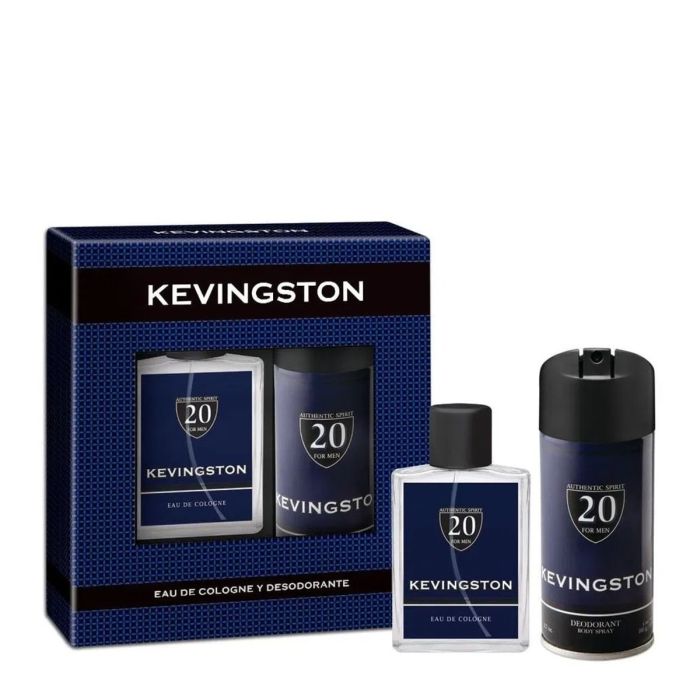 KEVINGSTON
AUTHENTIC SPIRIT
20
FOR MEN
KEVINGSTON
EAU DE COLOGNE
AUTHENTIC SPIRIT
20
FOR MEN
KEVINGSTON
EAU DE COLOGNE Y DESODORANTE
AUTHENTIC SPIRIT
20
FOR MEN
KEVINGSTON
EAU DE COLOGNE
AUTHENTIC SPIRIT
20
FOR MEN
KEVINGSTON
DEODORANT
BODY SPRAY